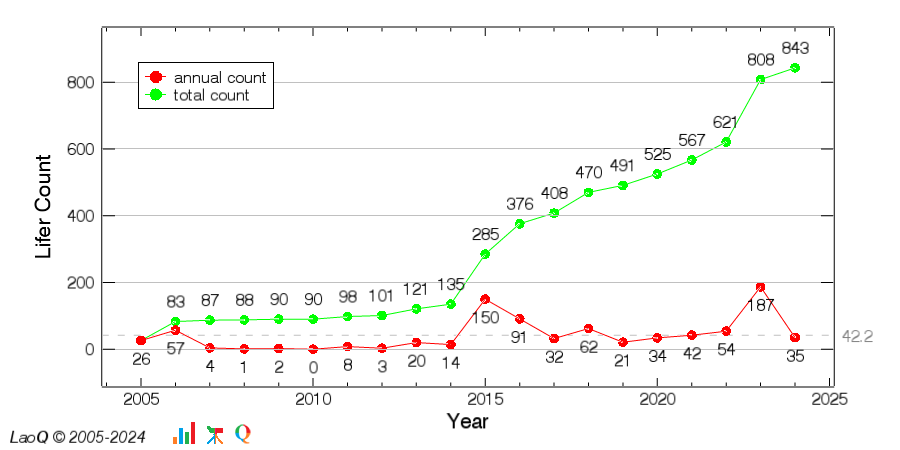 annual count
total count
Lifer Count
800
600
400
200
0
83 87 88 90 90 98 101 121 135 285 376 408 470 491 525 567 621 808 843
26 57 4 1 2 0 8 3 20 14 150 91 32 62 21 34 42 54 187 35
42.2
2005 2010 2015 2020 2025
Year
LaoQ © 2005-2024
Q